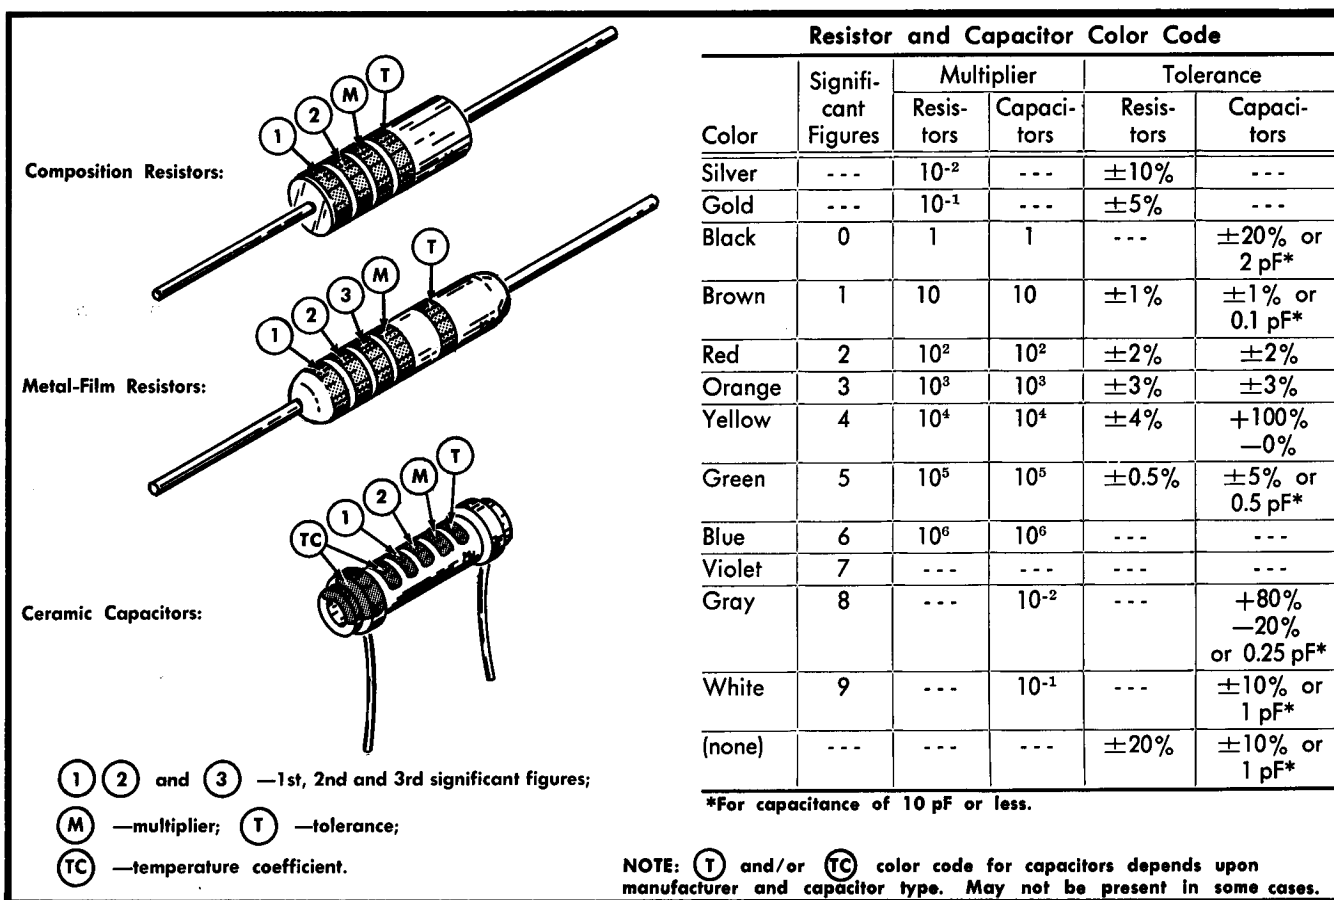 Composition Resistors:
1
2
M
T
Metal-Film Resistors:
1
2
3
M
T
Ceramic Capacitors:
TC
1
2
M
T
1 2 and 3 —1st, 2nd and 3rd significant figures;
M —multiplier; T —tolerance;
TC —temperature coefficient.
Resistor and Capacitor Color Code
Color | Signifi-cant Figures | Multiplier | Tolerance
Resis-tors | Capaci-tors | Resis-tors | Capaci-tors
Silver --- 10⁻² --- ±10% ---
Gold --- 10⁻¹ --- ±5% ---
Black 0 1 1 --- ±20% or
2 pF*
Brown 1 10 10 ±1% ±1% or
0.1 pF*
Red 2 10² 10² ±2% ±2%
Orange 3 10³ 10³ ±3% ±3%
Yellow 4 10⁴ 10⁴ ±4% +100%
—0%
Green 5 10⁵ 10⁵ ±0.5% ±5% or
0.5 pF*
Blue 6 10⁶ 10⁶ --- ---
Violet 7 --- --- --- ---
Gray 8 --- 10⁻² --- +80%
—20%
or 0.25 pF*
White 9 --- 10⁻¹ --- ±10% or
1 pF*
(none) --- --- --- ±20% ±10% or
1 pF*
*For capacitance of 10 pF or less.
NOTE: T and/or TC color code for capacitors depends upon
manufacturer and capacitor type. May not be present in some cases.